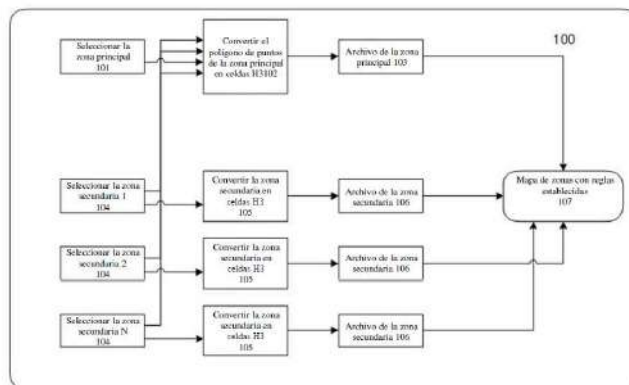 100
Seleccionar la
zona principal
101
Convertir el
polígono de puntos
de la zona principal
en celdas H3102
Archivo de la zona
principal 103
Seleccionar la zona
secundaria 1
104
Convertir la zona
secundaria en
celdas H3
105
Archivo de la zona
secundaria 106
Mapa de zonas con reglas
establecidas
107
Seleccionar la zona
secundaria 2
104
Convertir la zona
secundaria en
celdas H3
105
Archivo de la zona
secundaria 106
Seleccionar la zona
secundaria N
104
Convertir la zona
secundaria en
celdas H3
105
Archivo de la zona
secundaria 106